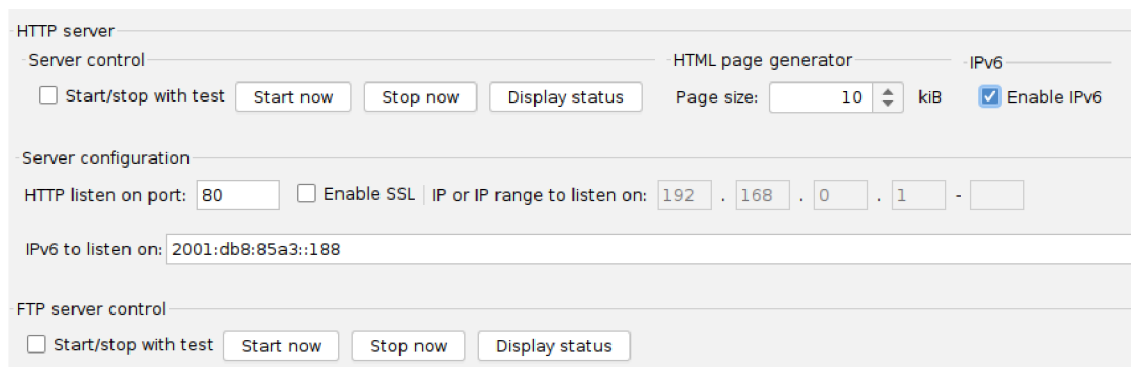 HTTP server
Server control HTML page generator IPv6
Start/stop with test Start now Stop now Display status Page size: 10 kiB Enable IPv6
Server configuration
HTTP listen on port: 80 Enable SSL IP or IP range to listen on: 192 . 168 . 0 . 1 -
IPv6 to listen on: 2001:db8:85a3::188
FTP server control
Start/stop with test Start now Stop now Display status